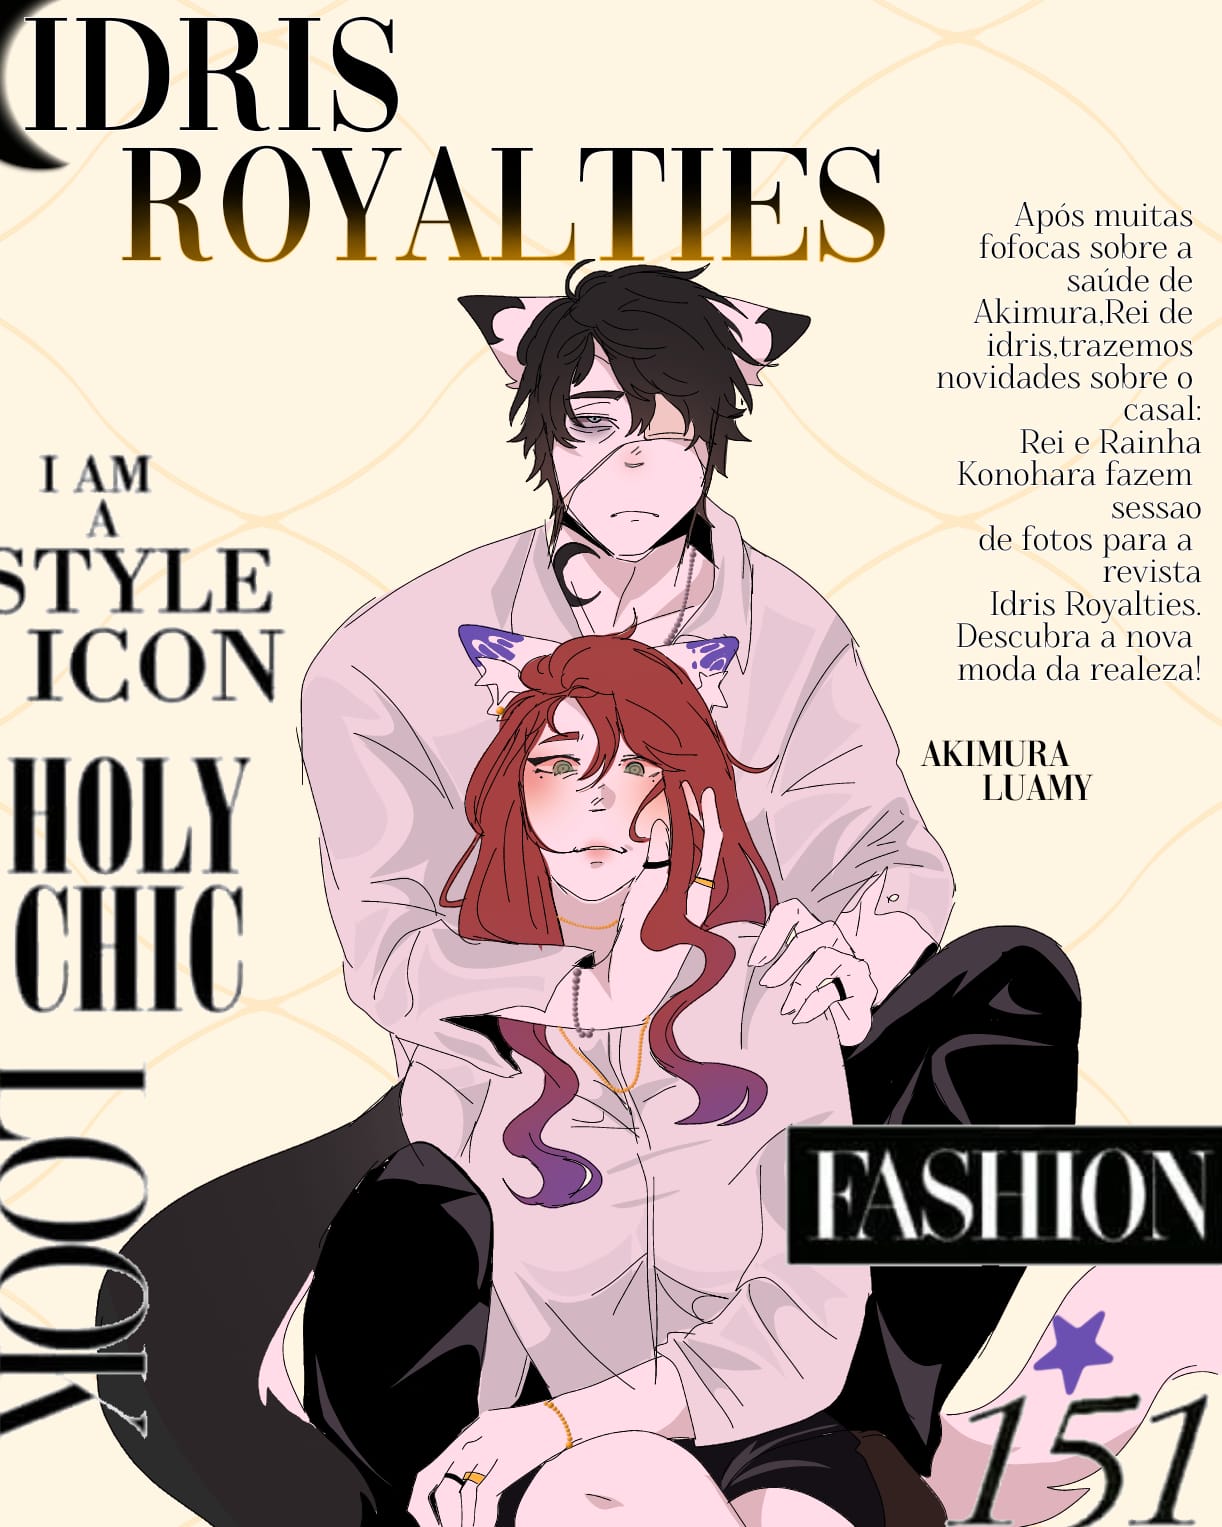 IDRIS
ROYALTIES
Após muitas
fofocas sobre a
saúde de
Akimura,Rei de
idris,trazemos
novidades sobre o
casal:
Rei e Rainha
Konohara fazem
sessao
de fotos para a
revista
Idris Royalties.
Descubra a nova
moda da realeza!
AKIMURA
LUAMY
I AM
A
STYLE
ICON
HOLY
CHIC
LOOK
FASHION
151